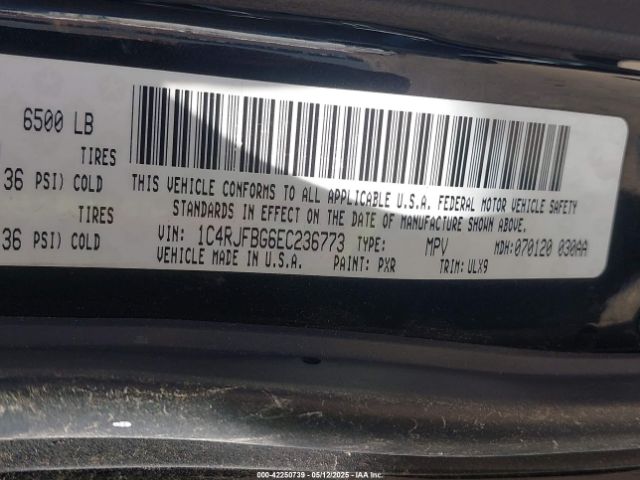 6500 LB
TIRES
36 PSI) COLD
TIRES
36 PSI) COLD
THIS VEHICLE CONFORMS TO ALL APPLICABLE U.S.A. FEDERAL MOTOR VEHICLE SAFETY
STANDARDS IN EFFECT ON THE DATE OF MANUFACTURE SHOWN ABOVE.
VIN: 1C4RJFBG6EC236773 TYPE: MPV MDH:070120 030AA
VEHICLE MADE IN U.S.A. PAINT: PXR TRIM: ULX9
000-42250739 - 05/12/2025 - IAA Inc.